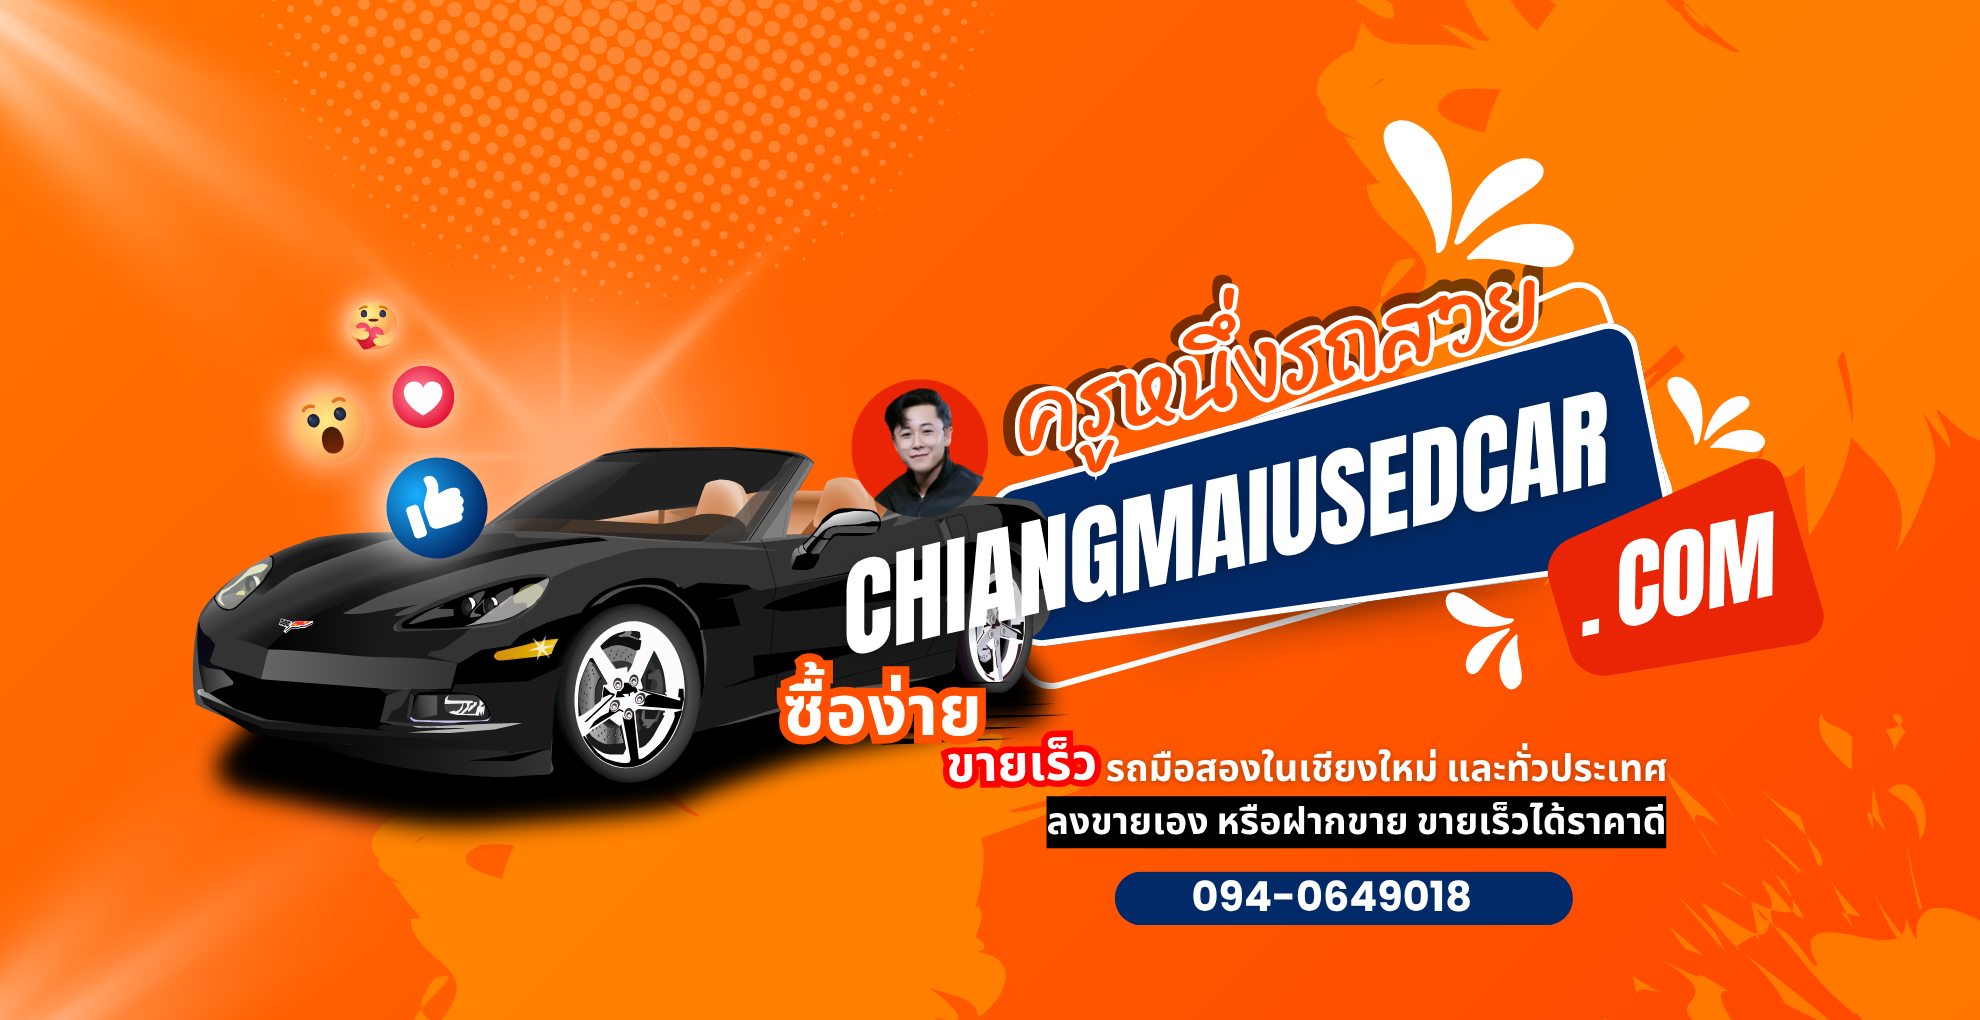 ครูหนึ่งรถสวย
CHIANGMAIUSEDCAR
. COM
ซื้อง่าย
ขายเร็ว รถมือสองในเชียงใหม่ และทั่วประเทศ
ลงขายเอง หรือฝากขาย ขายเร็วได้ราคาดี
094-0649018